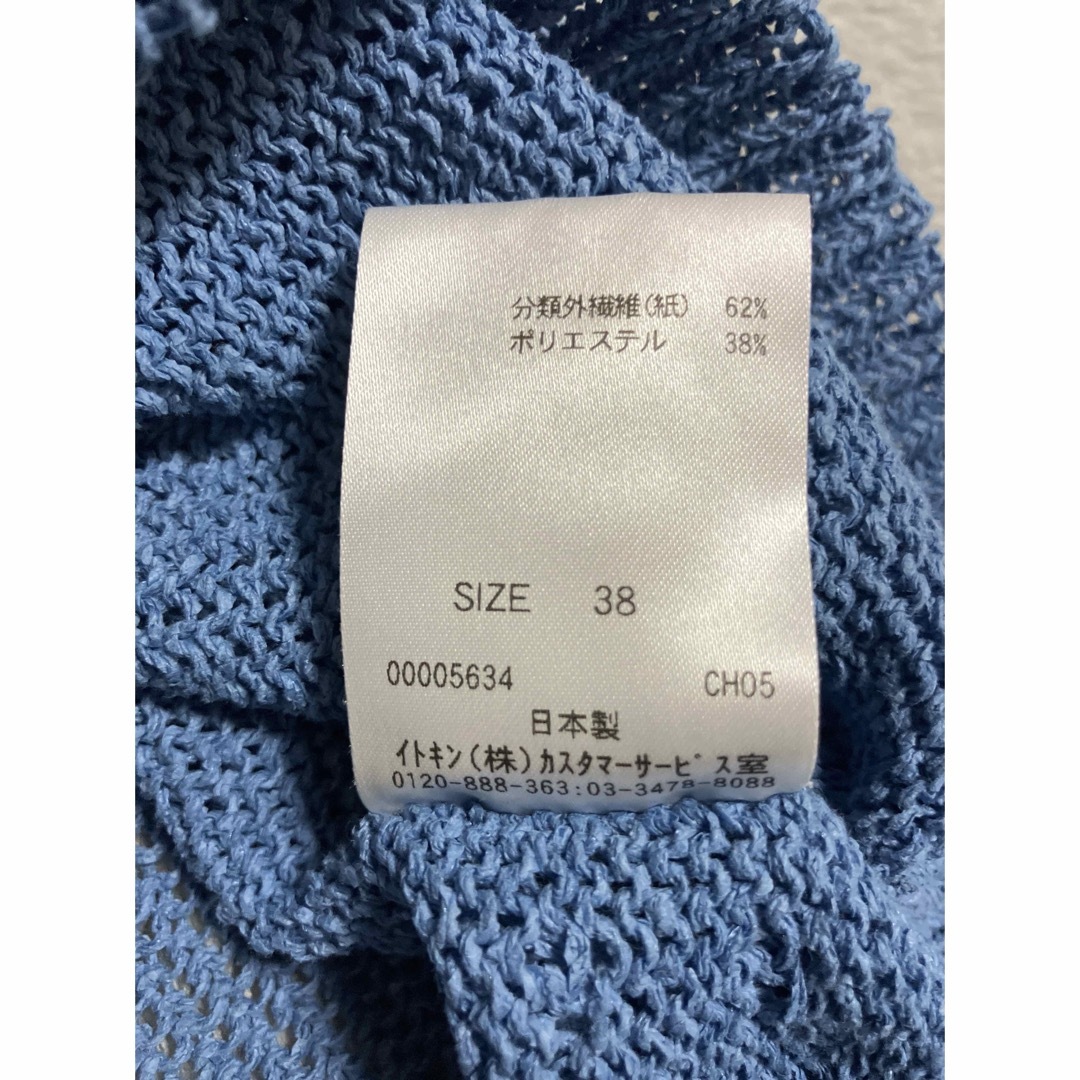 分類外繊維(紙) 62%
ポリエステル 38%
SIZE 38
00005634 CH05
日本製
イトキン(株)カスタマーサービス室
0120-888-363:03-3478-8088